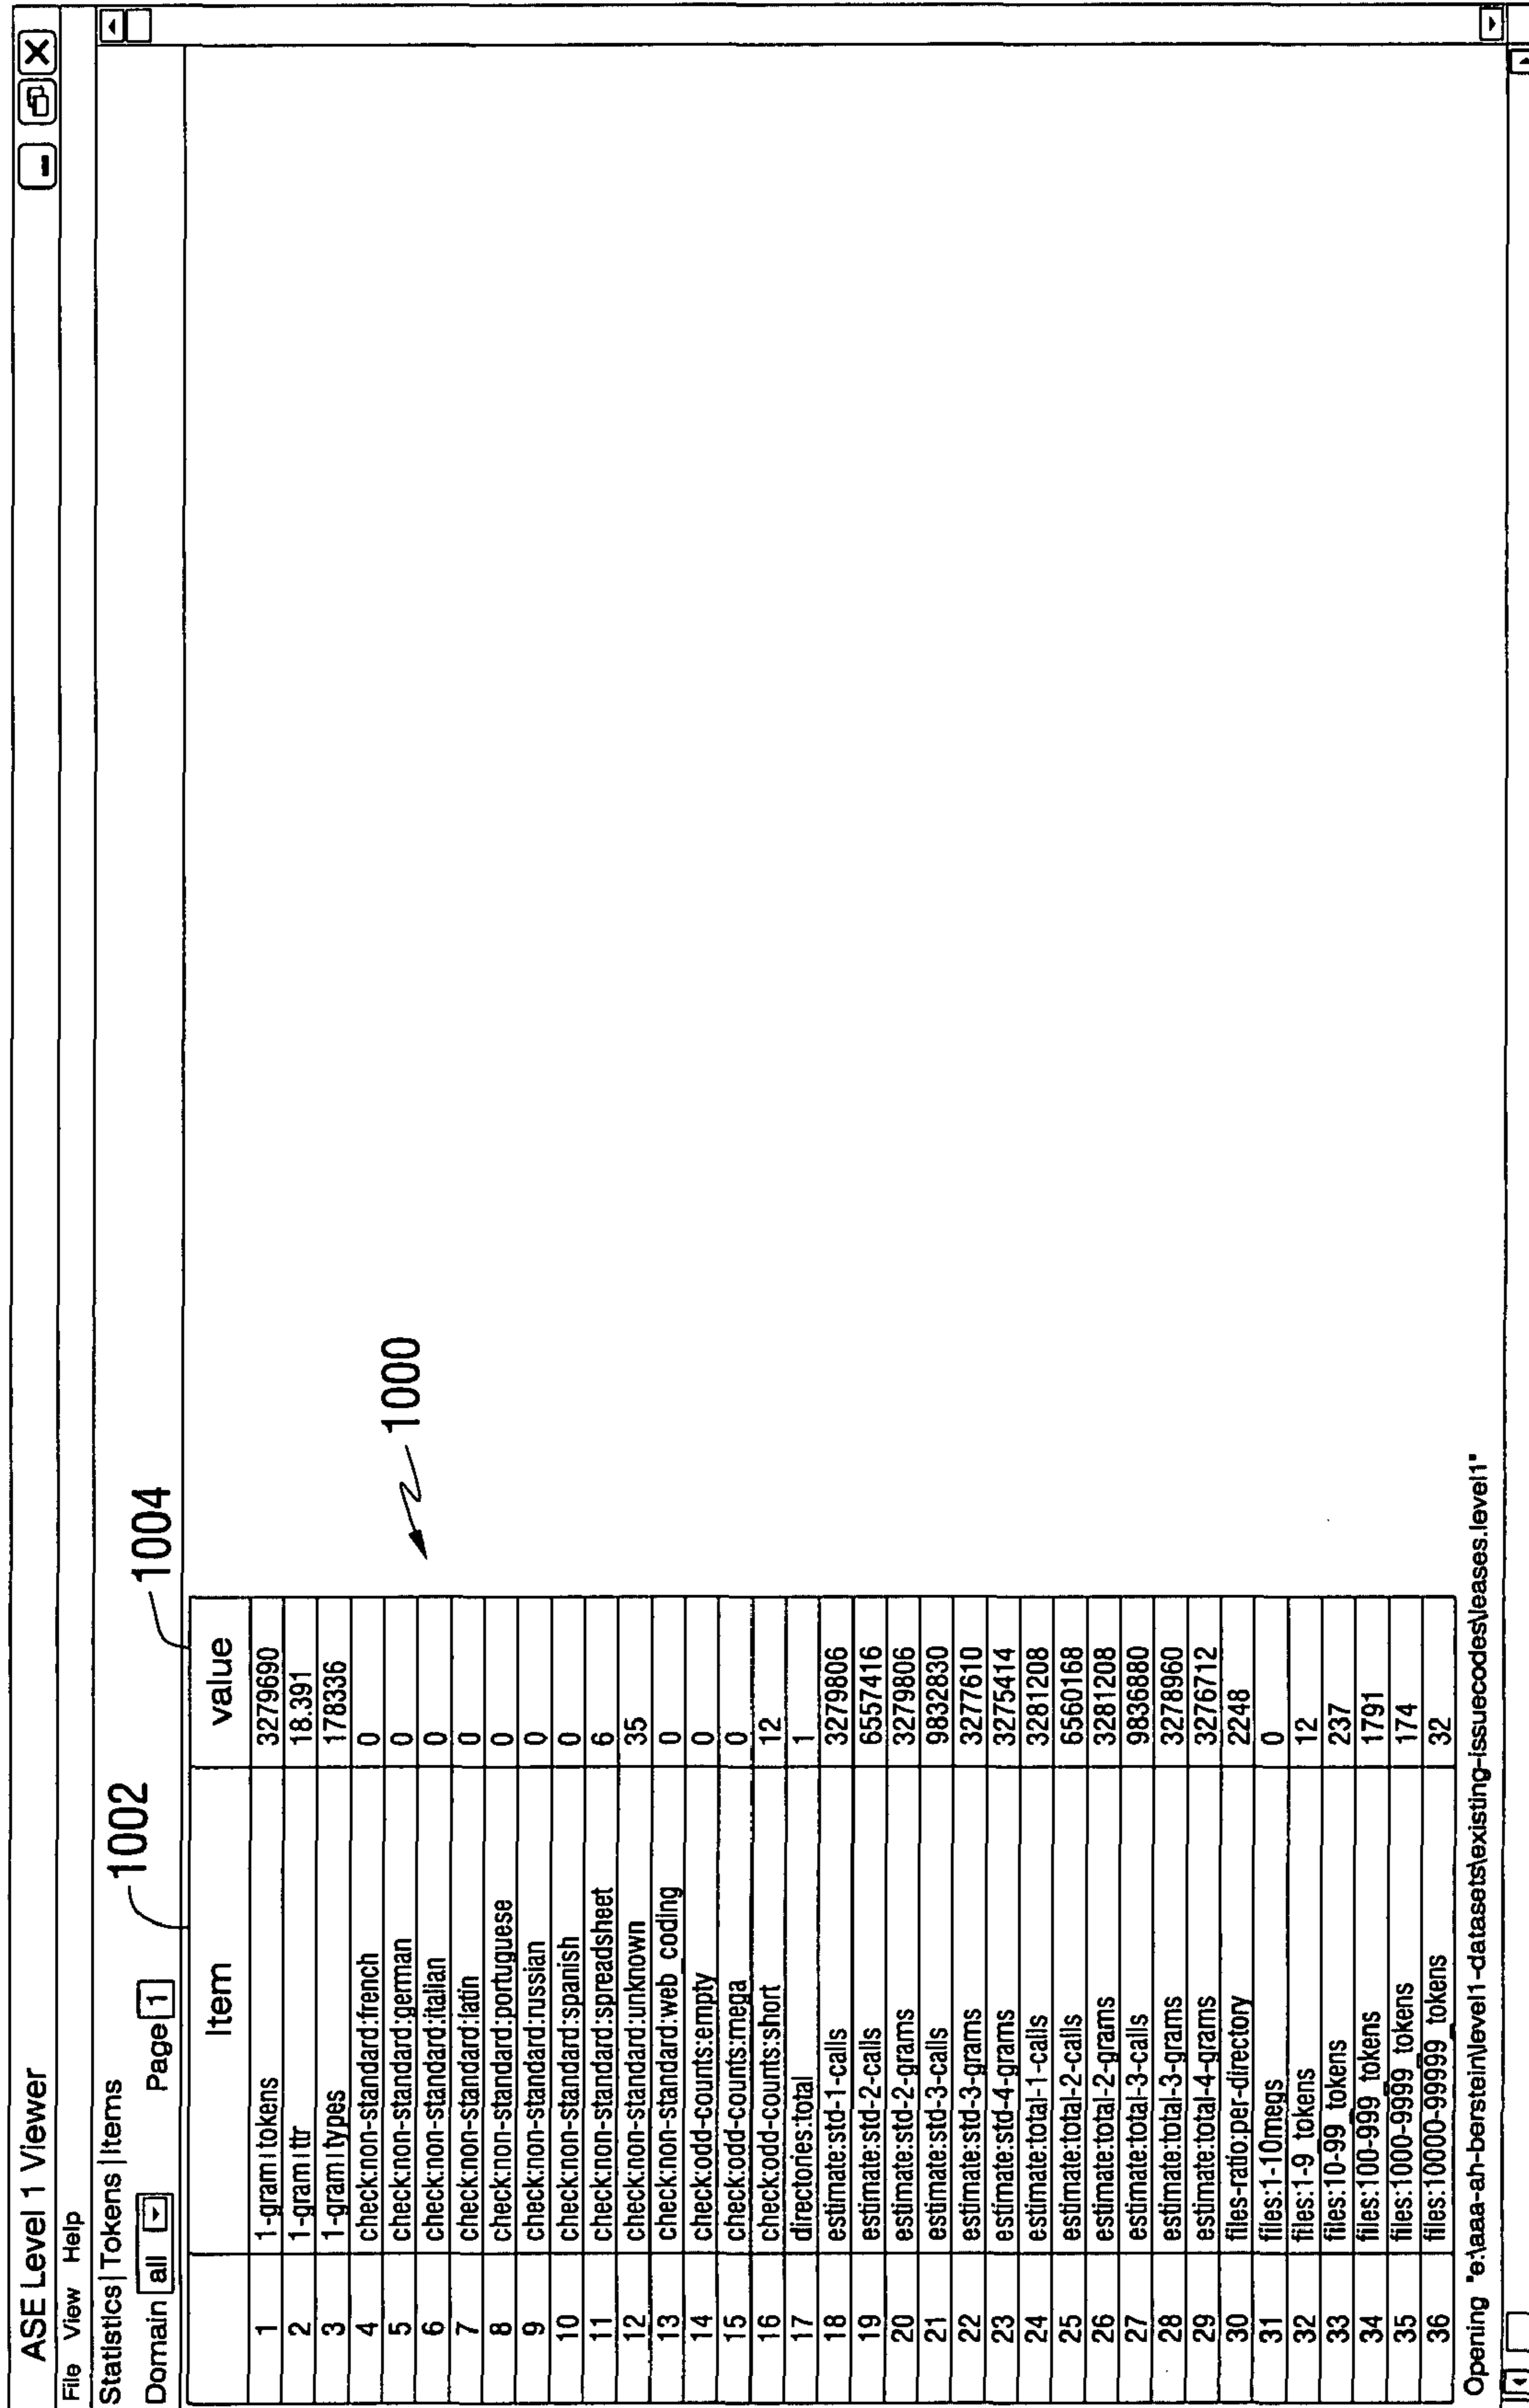 ASE Level 1 Viewer
File View Help
Statistics | Tokens | Items
Domain all Page 1
1002
1004
1000
Item value
1 1-gram|tokens 3279690
2 1-gram|ttr 18.391
3 1-gram|types 178336
4 check:non-standard:french 0
5 check:non-standard:german 0
6 check:non-standard:italian 0
7 check:non-standard:latin 0
8 check:non-standard:portuguese 0
9 check:non-standard:russian 0
10 check:non-standard:spanish 0
11 check:non-standard:spreadsheet 6
12 check:non-standard:unknown 35
13 check:non-standard:web_coding 0
14 check:odd-counts:empty 0
15 check:odd-counts:mega 0
16 check:odd-counts:short 12
17 directories:total 1
18 estimate:std-1-calls 3279806
19 estimate:std-2-calls 6557416
20 estimate:std-2-grams 3279806
21 estimate:std-3-calls 9832830
22 estimate:std-3-grams 3277610
23 estimate:std-4-grams 3275414
24 estimate:total-1-calls 3281208
25 estimate:total-2-calls 6560168
26 estimate:total-2-grams 3281208
27 estimate:total-3-calls 9836880
28 estimate:total-3-grams 3278960
29 estimate:total-4-grams 3276712
30 files-ratio:per-directory 2248
31 files:1-10megs 0
32 files:1-9_tokens 12
33 files:10-99_tokens 237
34 files:100-999_tokens 1791
35 files:1000-9999_tokens 174
36 files:10000-99999_tokens 32
Opening "e:\aaa-ah-berstein\level1-datasets\existing-issuecodes\leases.level1"